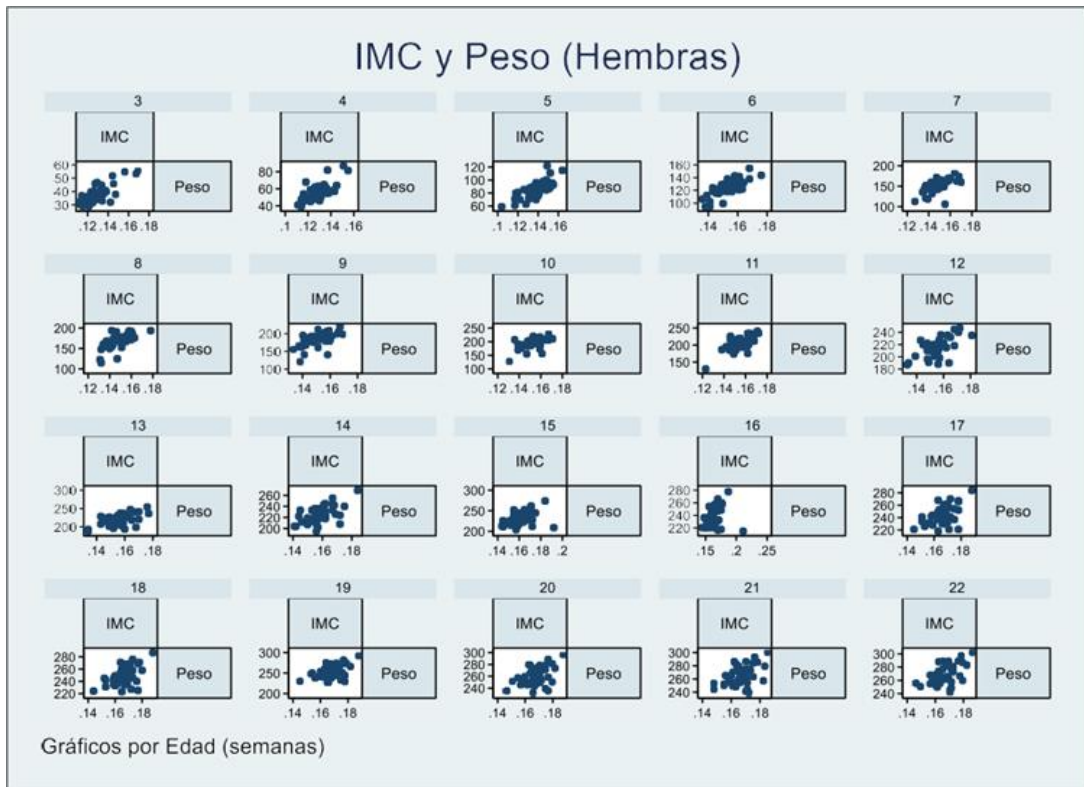 IMC y Peso (Hembras)
3 4 5 6 7
IMC IMC IMC IMC IMC
60 50 40 30 Peso 80 60 40 Peso 120 100 80 60 Peso 160 140 120 100 Peso 200 150 100 Peso
.12 .14 .16 .18 .1 .12 .14 .16 .1 .12 .14 .16 .14 .16 .18 .12 .14 .16 .18
8 9 10 11 12
IMC IMC IMC IMC IMC
200 150 100 Peso 200 150 100 Peso 250 200 150 100 Peso 250 200 150 Peso 240 220 200 180 Peso
.12 .14 .16 .18 .14 .16 .18 .12 .14 .16 .18 .12 .14 .16 .18 .14 .16 .18
13 14 15 16 17
IMC IMC IMC IMC IMC
300 250 200 Peso 260 240 220 200 Peso 300 250 200 Peso 280 260 240 220 Peso 280 260 240 220 Peso
.14 .16 .18 .14 .16 .18 .14 .16 .18 .2 .15 .2 .25 .14 .16 .18
18 19 20 21 22
IMC IMC IMC IMC IMC
280 260 240 220 Peso 300 250 200 Peso 300 280 260 240 Peso 300 280 260 240 Peso 300 280 260 240 Peso
.14 .16 .18 .14 .16 .18 .14 .16 .18 .14 .16 .18 .14 .16 .18
Gráficos por Edad (semanas)